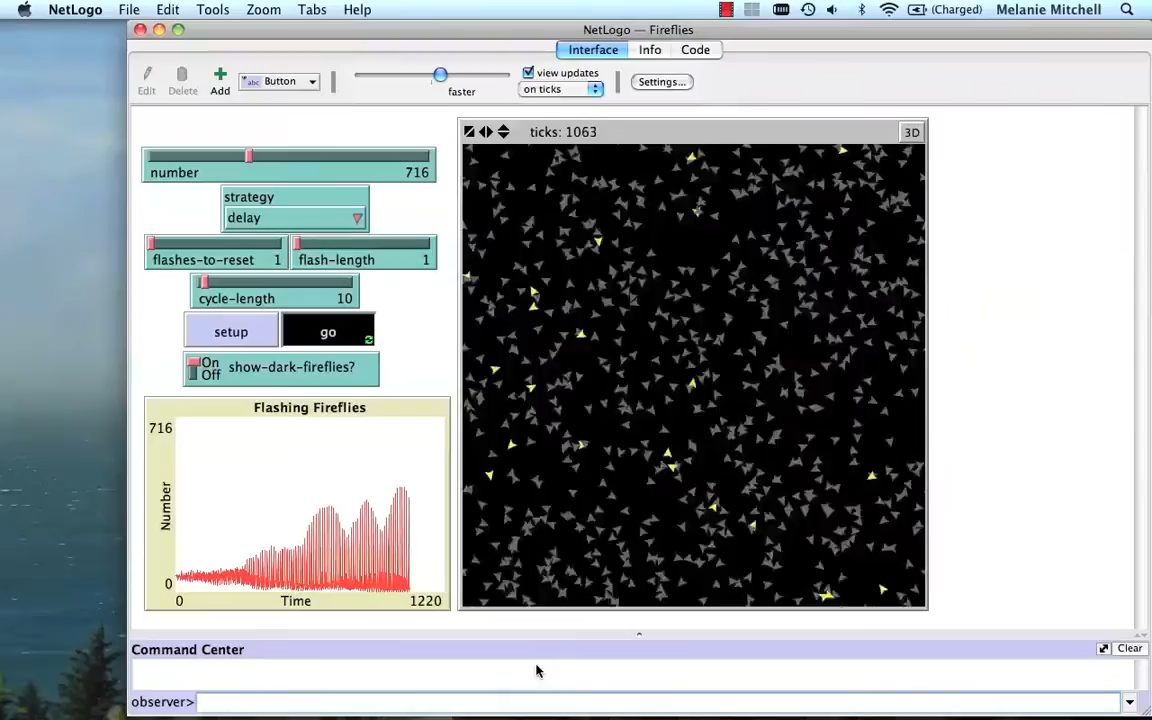 NetLogo File Edit Tools Zoom Tabs Help (Charged) Melanie Mitchell
NetLogo — Fireflies
Interface Info Code
Edit Delete Add abc Button faster view updates on ticks Settings...
ticks: 1063 3D
number 716
strategy
delay
flashes-to-reset 1 flash-length 1
cycle-length 10
setup go
On
Off show-dark-fireflies?
Flashing Fireflies
716
Number
0
0 Time 1220
Command Center Clear
observer>